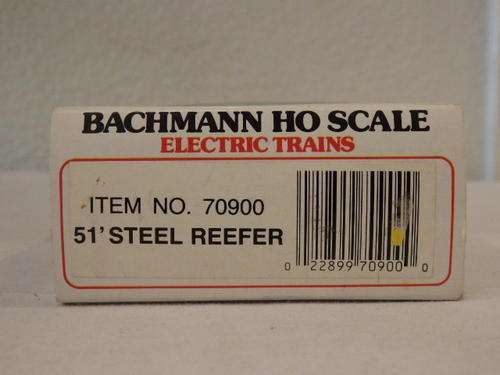 BACHMANN HO SCALE
ELECTRIC TRAINS
ITEM NO. 70900
51' STEEL REEFER
0 22899 70900 0